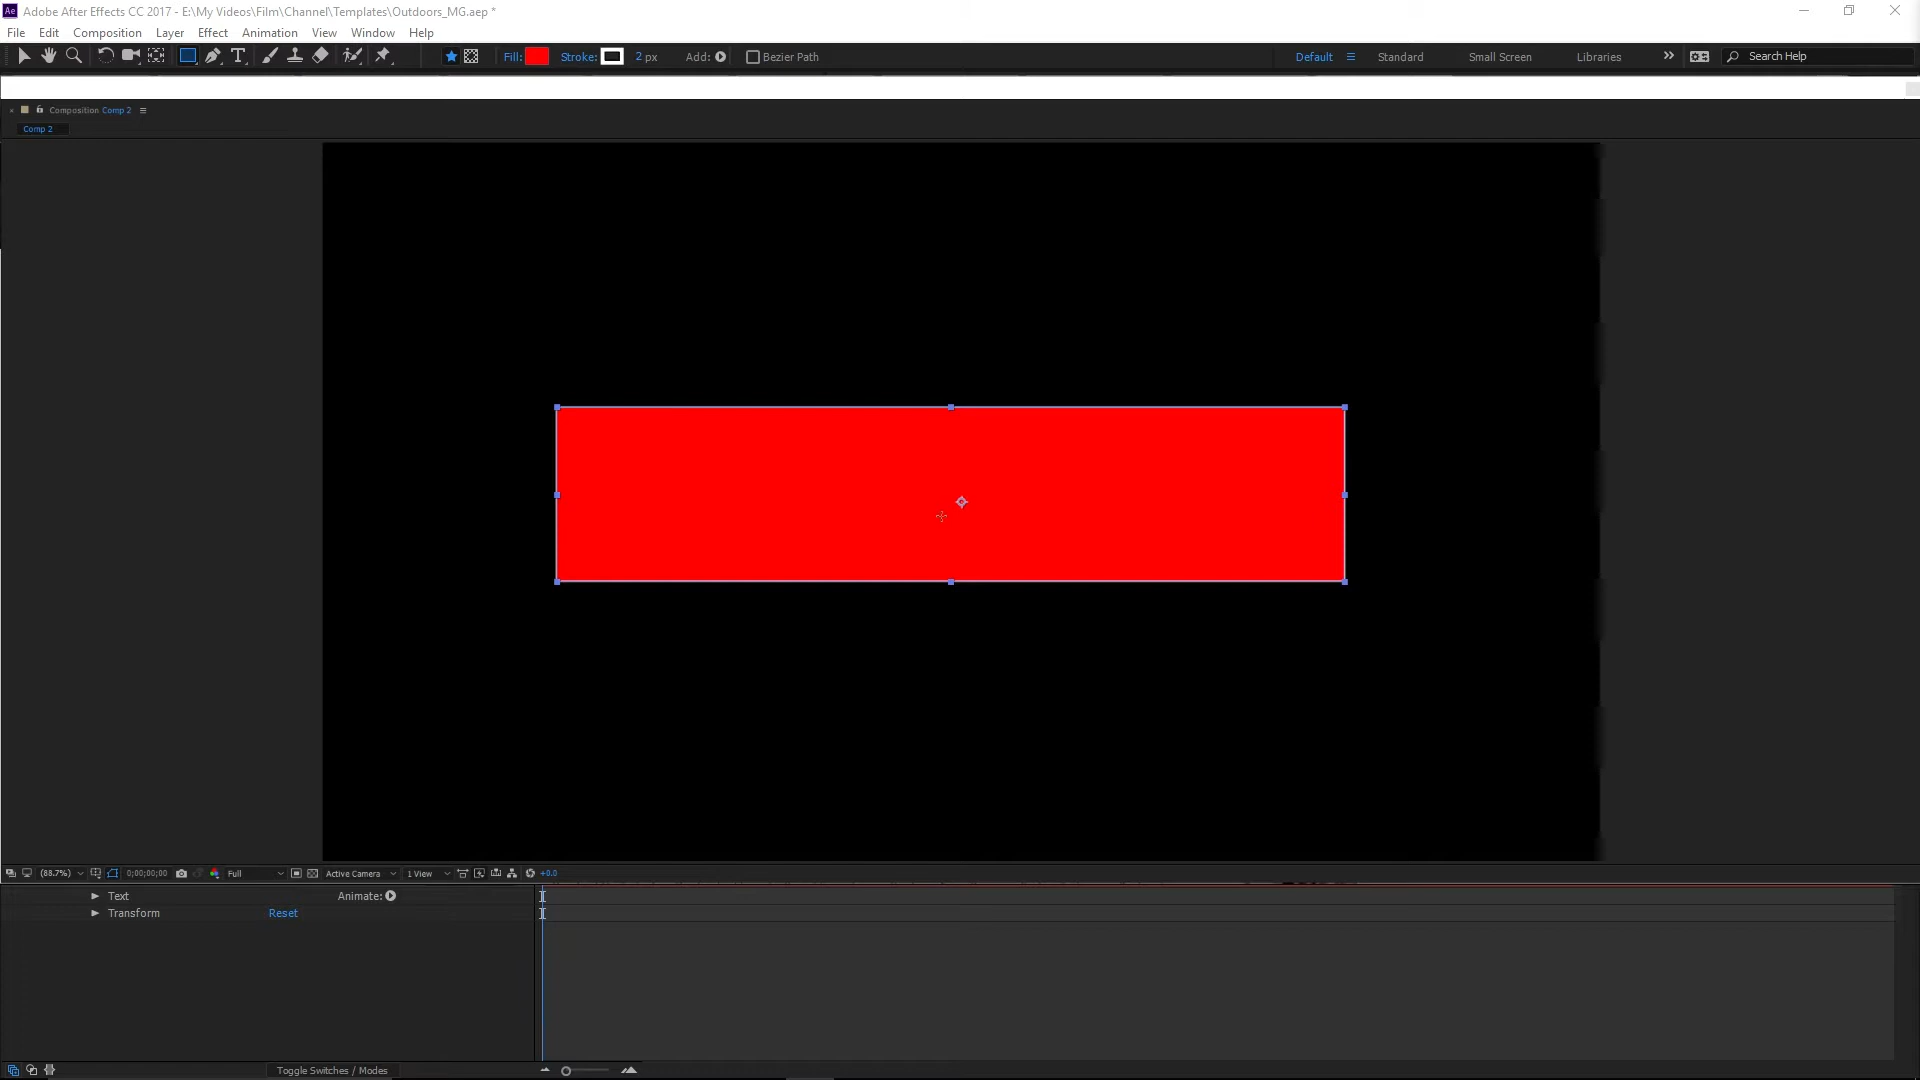 Ae Adobe After Effects CC 2017 - E:\My Videos\Film\Channel\Templates\Outdoors_MG.aep *
File Edit Composition Layer Effect Animation View Window Help
T Fill: Stroke: 2 px Add: Bezier Path Default Standard Small Screen Libraries Search Help
Composition Comp 2
Comp 2
(88.7%) 0;00;00;00 Full Active Camera 1 View +0.0
Text Animate:
Transform Reset
Toggle Switches / Modes